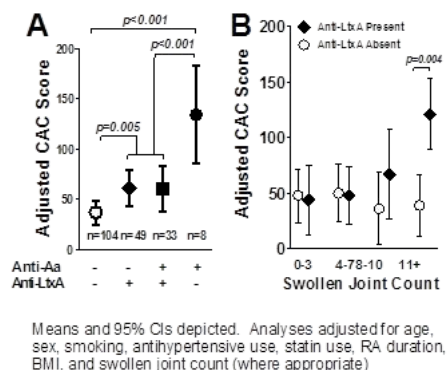 A
B
Anti-LtxA Present
Anti-LtxA Absent
p<0.001
p<0.001
p=0.005
p=0.004
Adjusted CAC Score
200
150
100
50
0
n=104 n=49 n=33 n=8
Anti-Aa - - + +
Anti-LtxA - + + -
Adjusted CAC Score
200
150
100
50
0
0-3 4-78-10 11+
Swollen Joint Count
Means and 95% CIs depicted. Analyses adjusted for age,
sex, smoking, antihypertensive use, statin use, RA duration,
BMI, and swollen joint count (where appropriate)